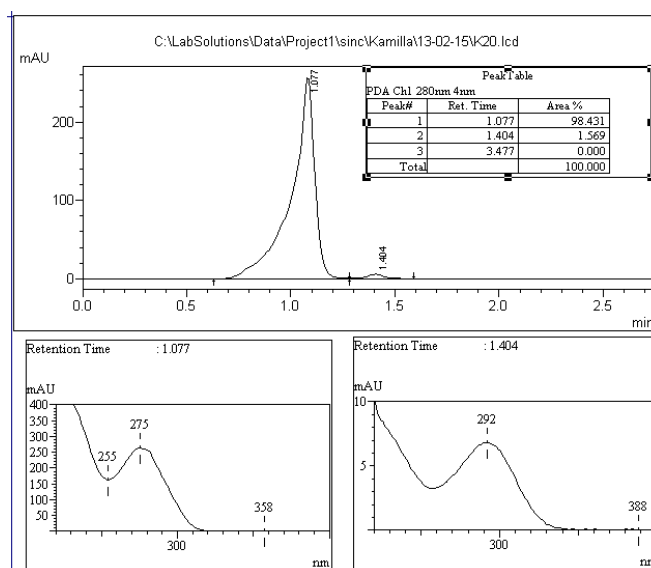 C:\LabSolutions\Data\Project1\sinc\Kamilla\13-02-15\K20.lcd
mAU
PeakTable
PDA Ch1 280nm 4nm
Peak# Ret. Time Area %
1 1.077 98.431
2 1.404 1.569
3 3.477 0.000
Total 100.000
1.077
1.404
200
100
0
0.0 0.5 1.0 1.5 2.0 2.5
min
Retention Time : 1.077
mAU
400
350
300
250
200
150
100
50
255
275
358
300
nm
Retention Time : 1.404
mAU
10
5
292
388
300
nm